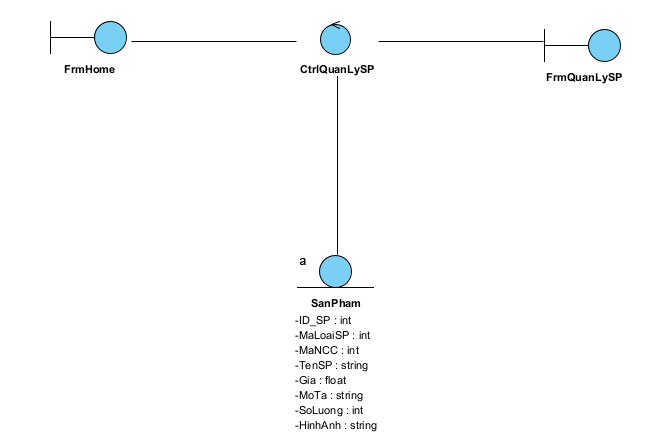 FrmHome
CtrlQuanLySP
FrmQuanLySP
a
SanPham
-ID_SP : int
-MaLoaiSP : int
-MaNCC : int
-TenSP : string
-Gia : float
-MoTa : string
-SoLuong : int
-HinhAnh : string